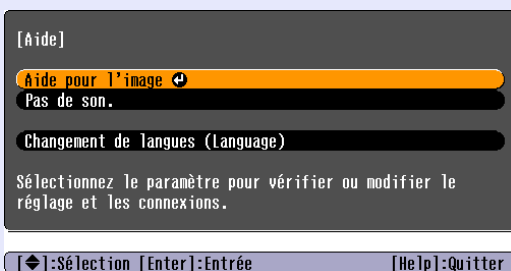 [Aide]
Aide pour l'image
Pas de son.
Changement de langues (Language)
Sélectionnez le paramètre pour vérifier ou modifier le
réglage et les connexions.
[◆]:Sélection [Enter]:Entrée [Help]:Quitter